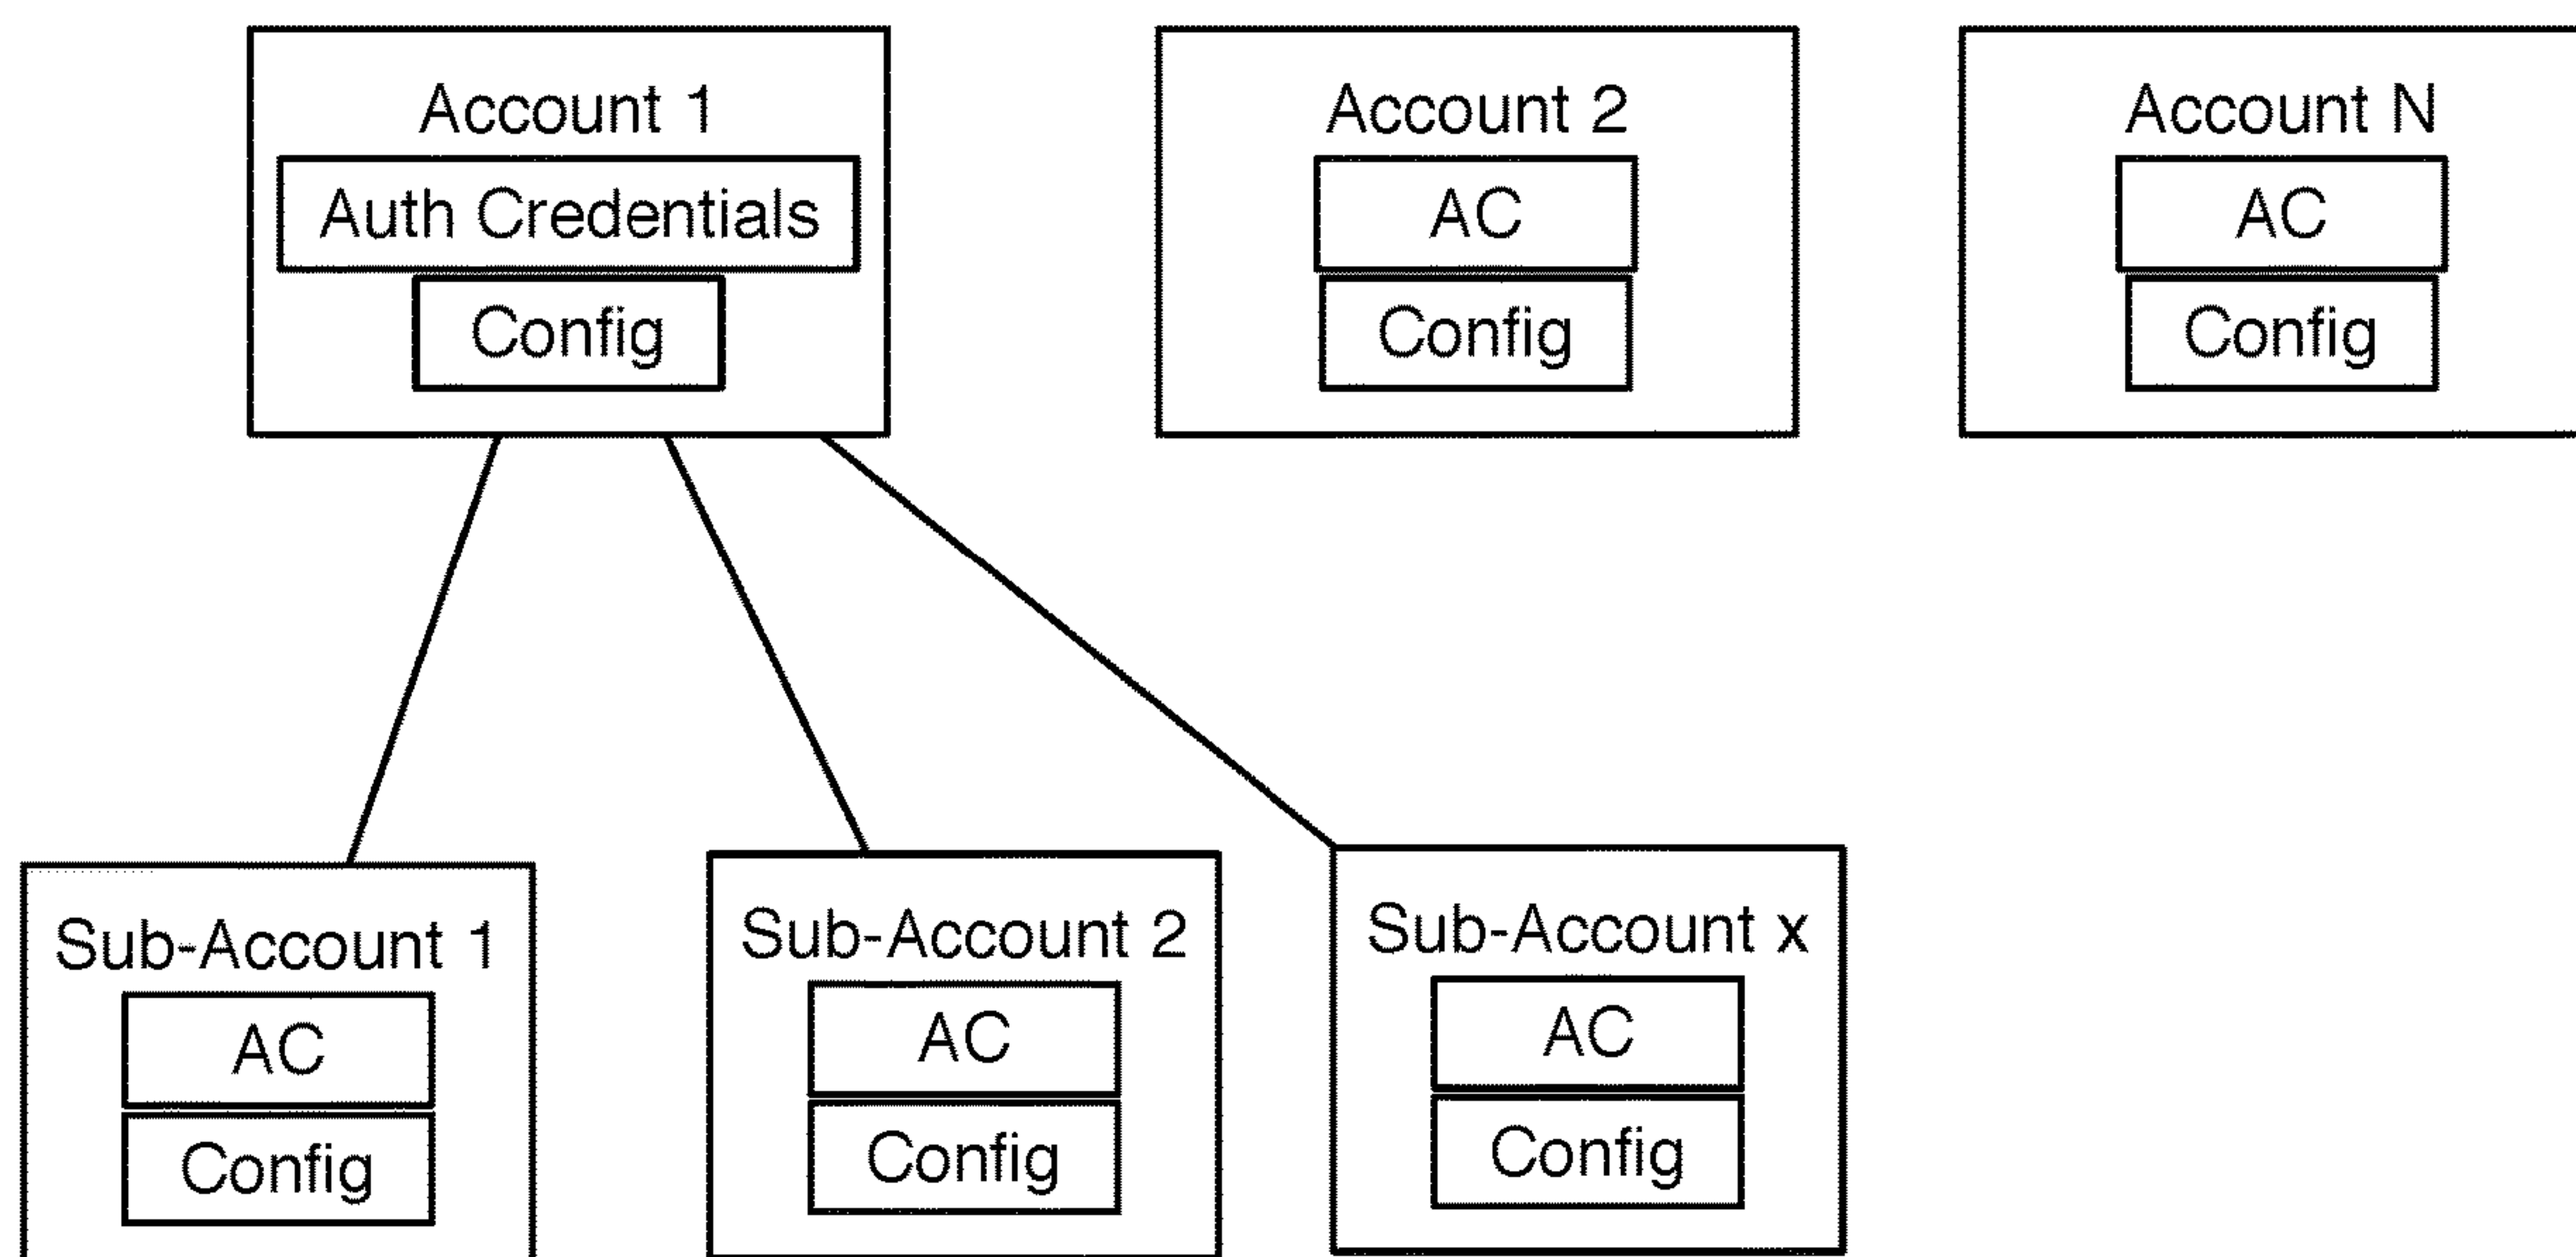 Account 1
Auth Credentials
Config
Account 2
AC
Config
Account N
AC
Config
Sub-Account 1
AC
Config
Sub-Account 2
AC
Config
Sub-Account x
AC
Config